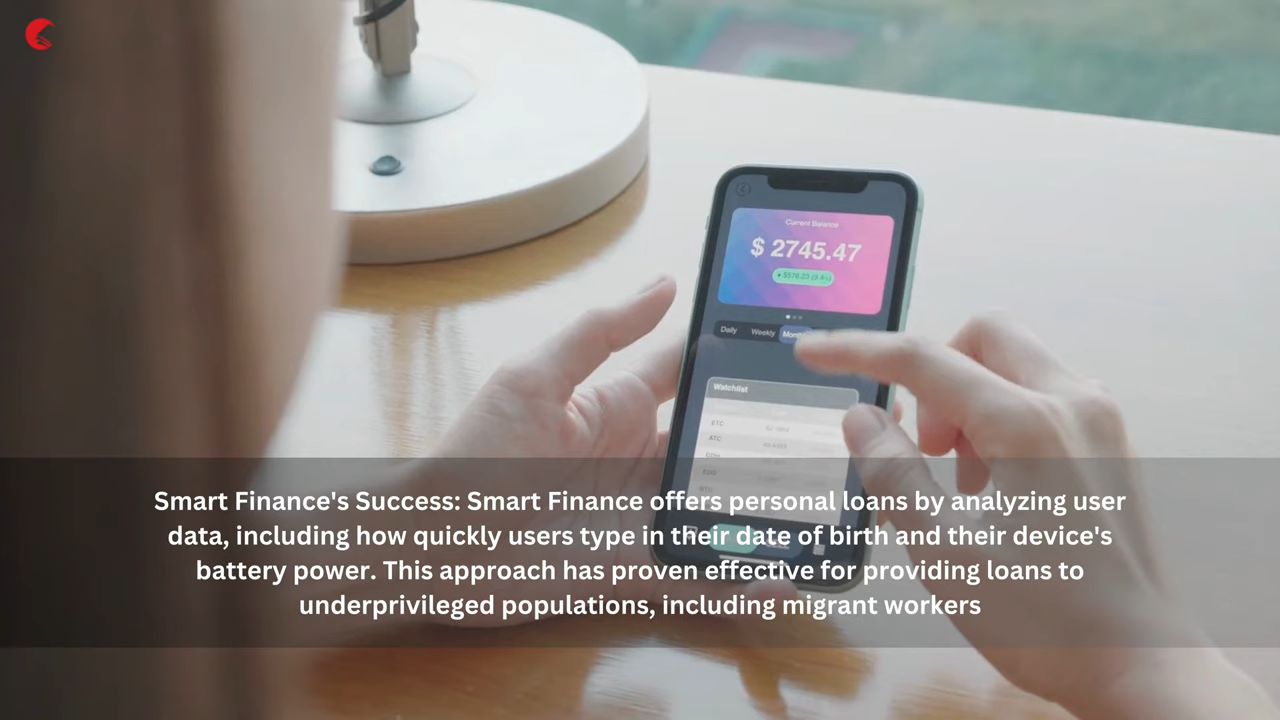 Current Balance
$ 2745.47
Daily Weekly
Watchlist
ETC
ATC
Smart Finance's Success: Smart Finance offers personal loans by analyzing user
data, including how quickly users type in their date of birth and their device's
battery power. This approach has proven effective for providing loans to
underprivileged populations, including migrant workers